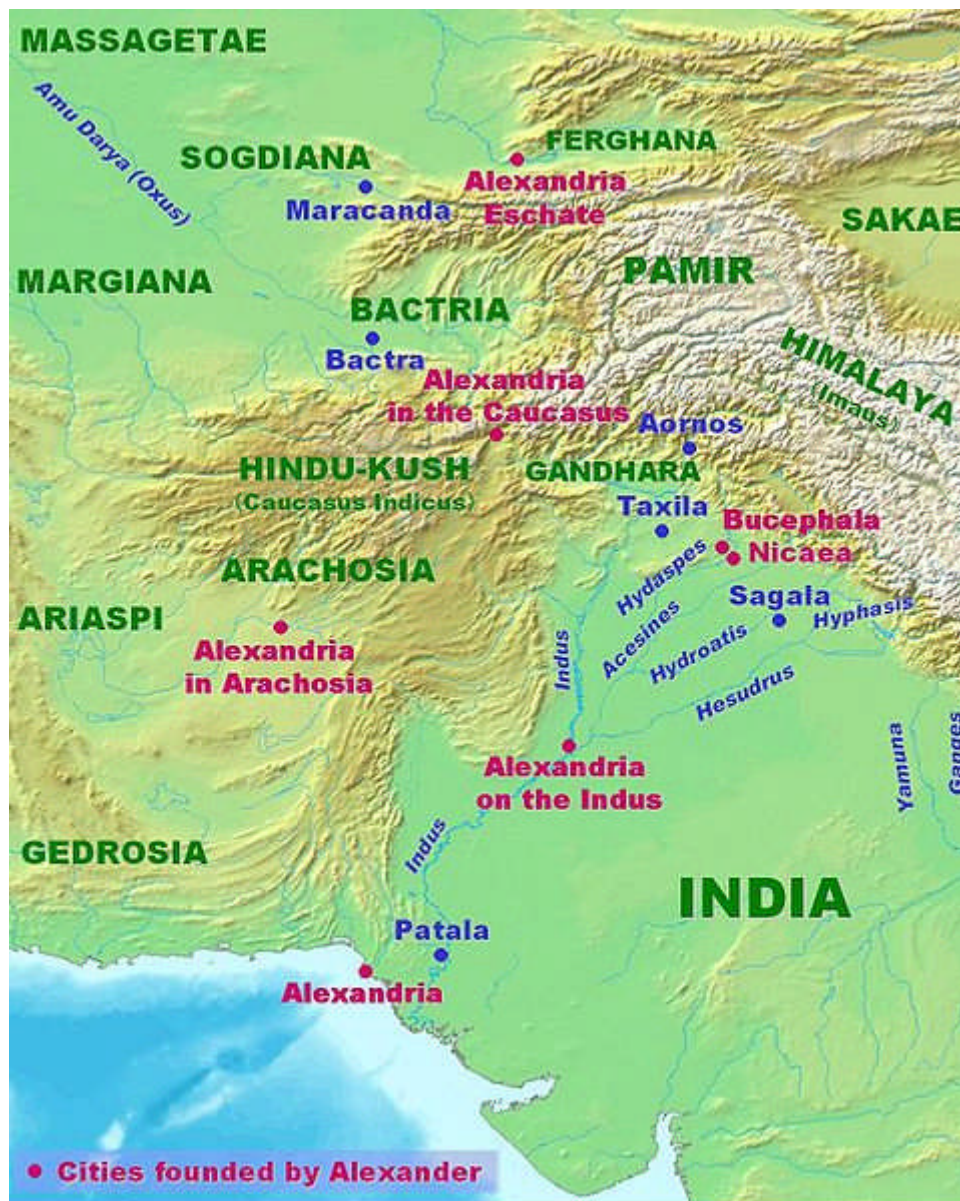 MASSAGETAE
Amu Darya (Oxus)
SOGDIANA
FERGHANA
Alexandria
Eschate
Maracanda
SAKAE
PAMIR
MARGIANA
BACTRIA
Bactra
HIMALAYA
(Imaus)
Alexandria
in the Caucasus
Aornos
HINDU-KUSH
(Caucasus Indicus)
GANDHARA
Taxila
Bucephala
Nicaea
Hydaspes
ARACHOSIA
Sagala
Acesines
Hyphasis
ARIASPI
Alexandria
in Arachosia
Indus
Hydroatis
Hesudrus
Yamuna
Ganges
Alexandria
on the Indus
Indus
GEDROSIA
INDIA
Patala
Alexandria
Cities founded by Alexander